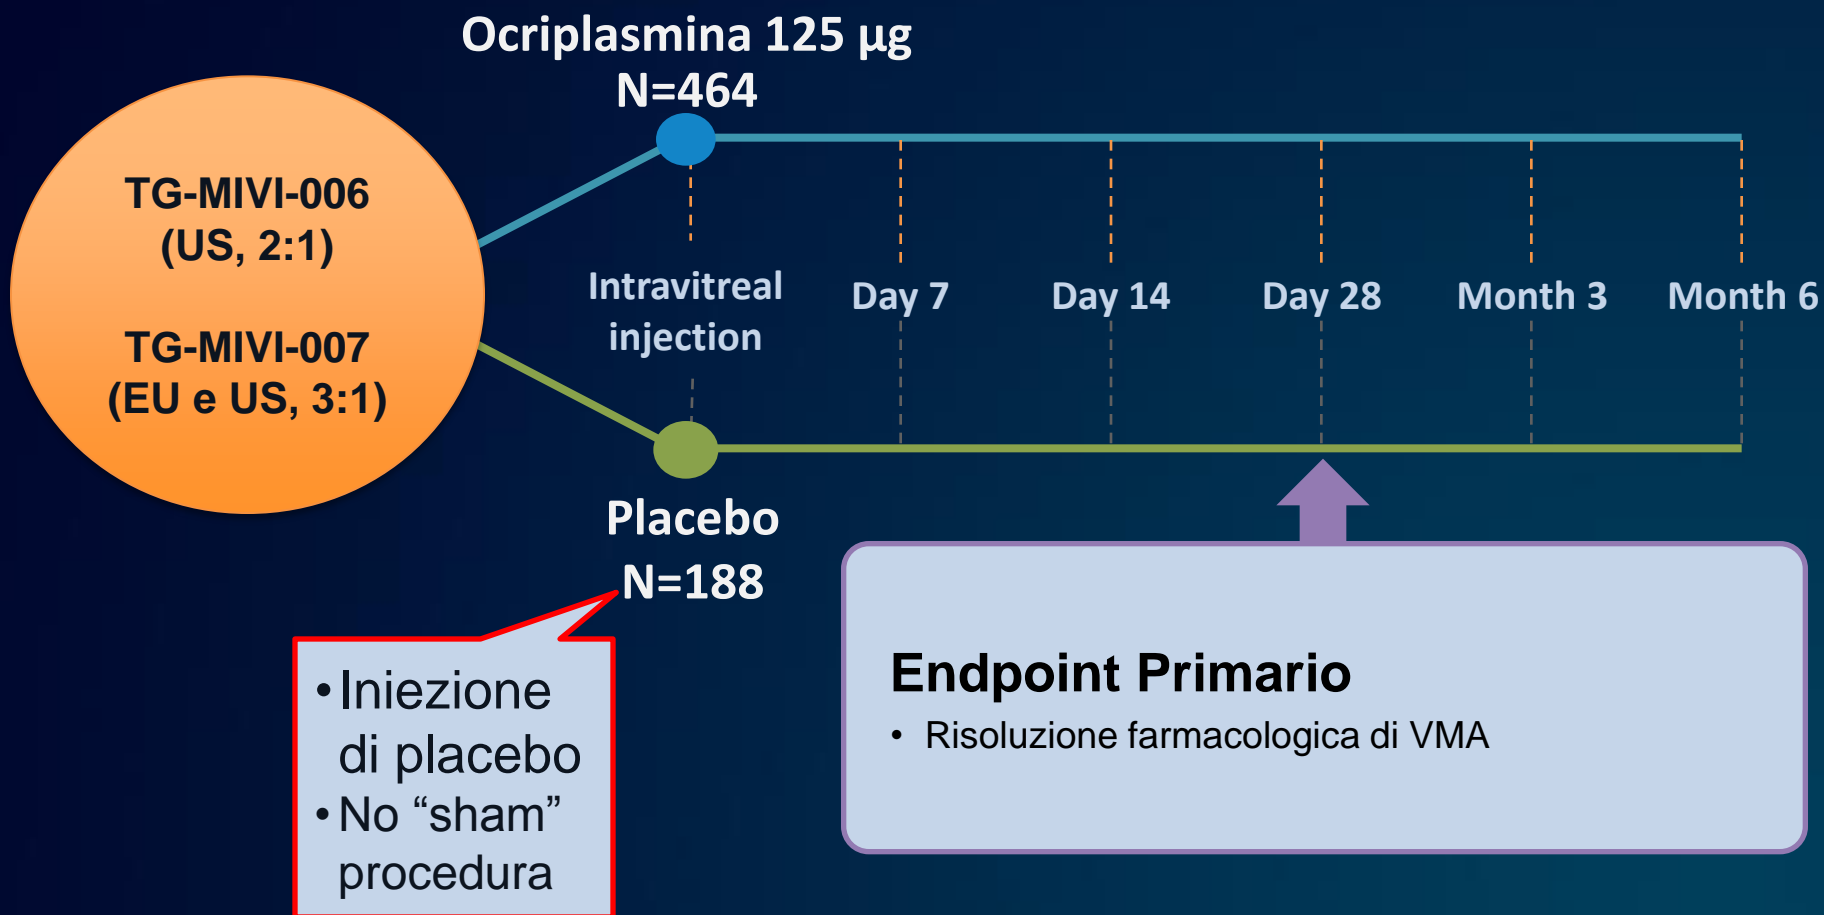 Ocriplasmina 125 µg
N=464
TG-MIVI-006
(US, 2:1)
TG-MIVI-007
(EU e US, 3:1)
Intravitreal
injection
Day 7
Day 14
Day 28
Month 3
Month 6
Placebo
N=188
• Iniezione
di placebo
• No “sham”
procedura
Endpoint Primario
• Risoluzione farmacologica di VMA